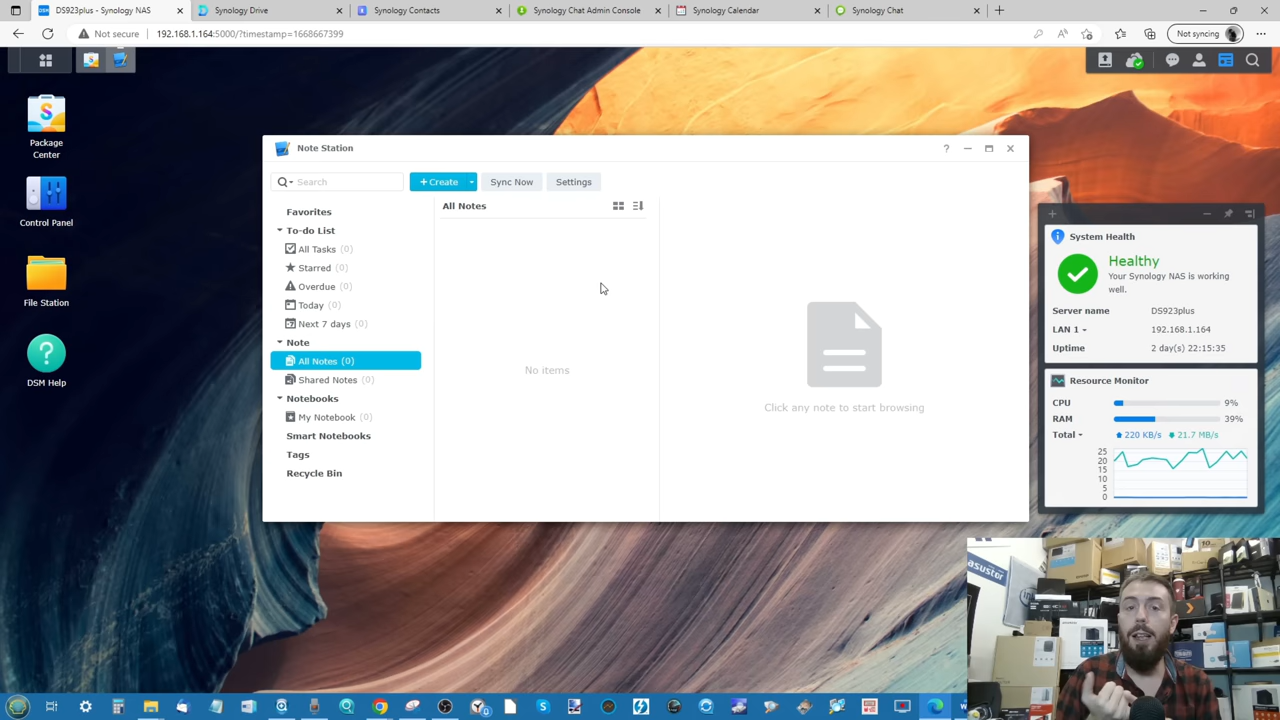 DS923plus - Synology NAS
Synology Drive
Synology Contacts
Synology Chat Admin Console
Synology Calendar
Synology Chat
Not secure
192.168.1.164:5000/?timestamp=1668667399
Not syncing
Package
Center
Control Panel
File Station
DSM Help
Note Station
Search
+ Create
Sync Now
Settings
Favorites
To-do List
All Tasks (0)
Starred (0)
Overdue (0)
Today (0)
Next 7 days (0)
Note
All Notes (0)
Shared Notes (0)
Notebooks
My Notebook (0)
Smart Notebooks
Tags
Recycle Bin
All Notes
No items
Click any note to start browsing
System Health
Healthy
Your Synology NAS is working
well.
Server name DS923plus
LAN 1 192.168.1.164
Uptime 2 day(s) 22:15:35
Resource Monitor
CPU 9%
RAM 39%
Total 220 KB/s 21.7 MB/s
25
20
15
10
5
0
asustor